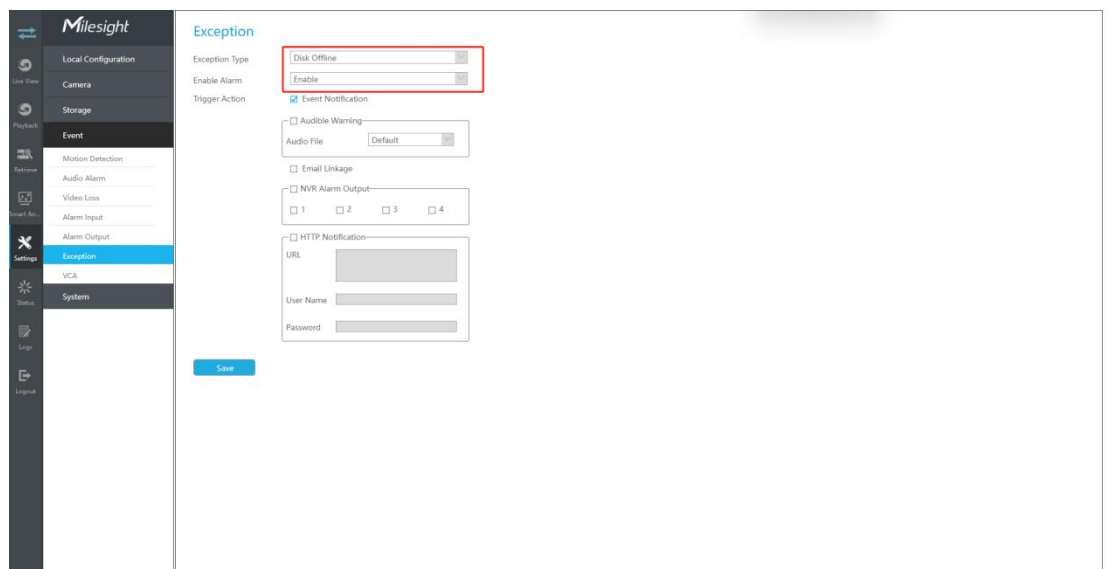 Milesight
Live View
Playback
Retrieve
Smart An...
Settings
Status
Logs
Logout
Local Configuration
Camera
Storage
Event
Motion Detection
Audio Alarm
Video Loss
Alarm Input
Alarm Output
Exception
VCA
System
Exception
Exception Type Disk Offline
Enable Alarm Enable
Trigger Action Event Notification
Audible Warning
Audio File Default
Email Linkage
NVR Alarm Output
1 2 3 4
HTTP Notification
URL
User Name
Password
Save